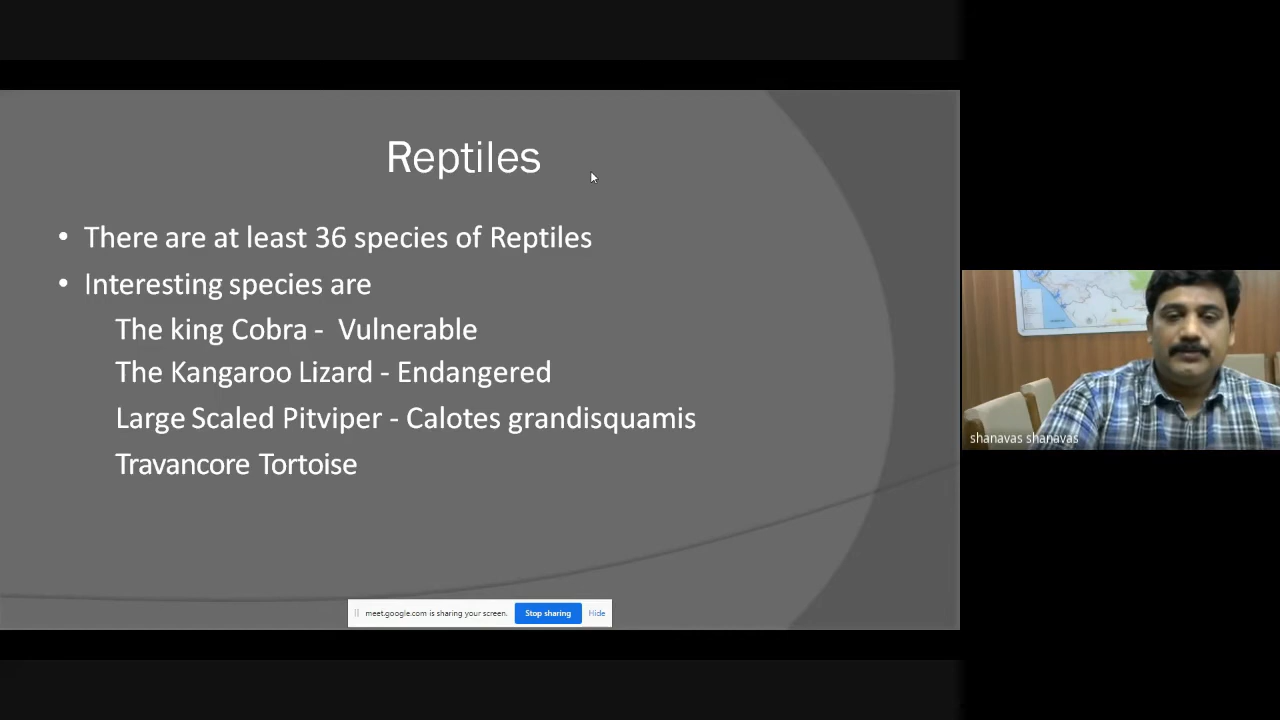 Reptiles
• There are at least 36 species of Reptiles
• Interesting species are
The king Cobra - Vulnerable
The Kangaroo Lizard - Endangered
Large Scaled Pitviper - Calotes grandisquamis
Travancore Tortoise
shanavas shanavas
meet.google.com is sharing your screen. Stop sharing Hide